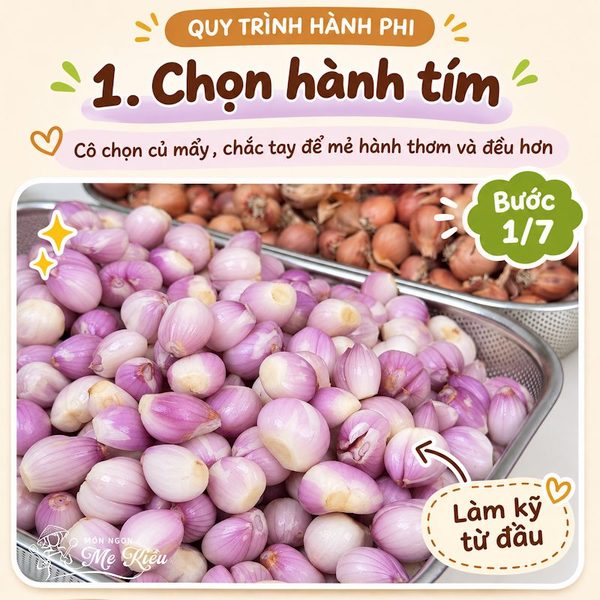 QUY TRÌNH HÀNH PHI
1. Chọn hành tím
Cô chọn củ mẩy, chắc tay để mẻ hành thơm và đều hơn
Bước
1/7
Làm kỹ
từ đầu
MÓN NGON
Mẹ Kiều